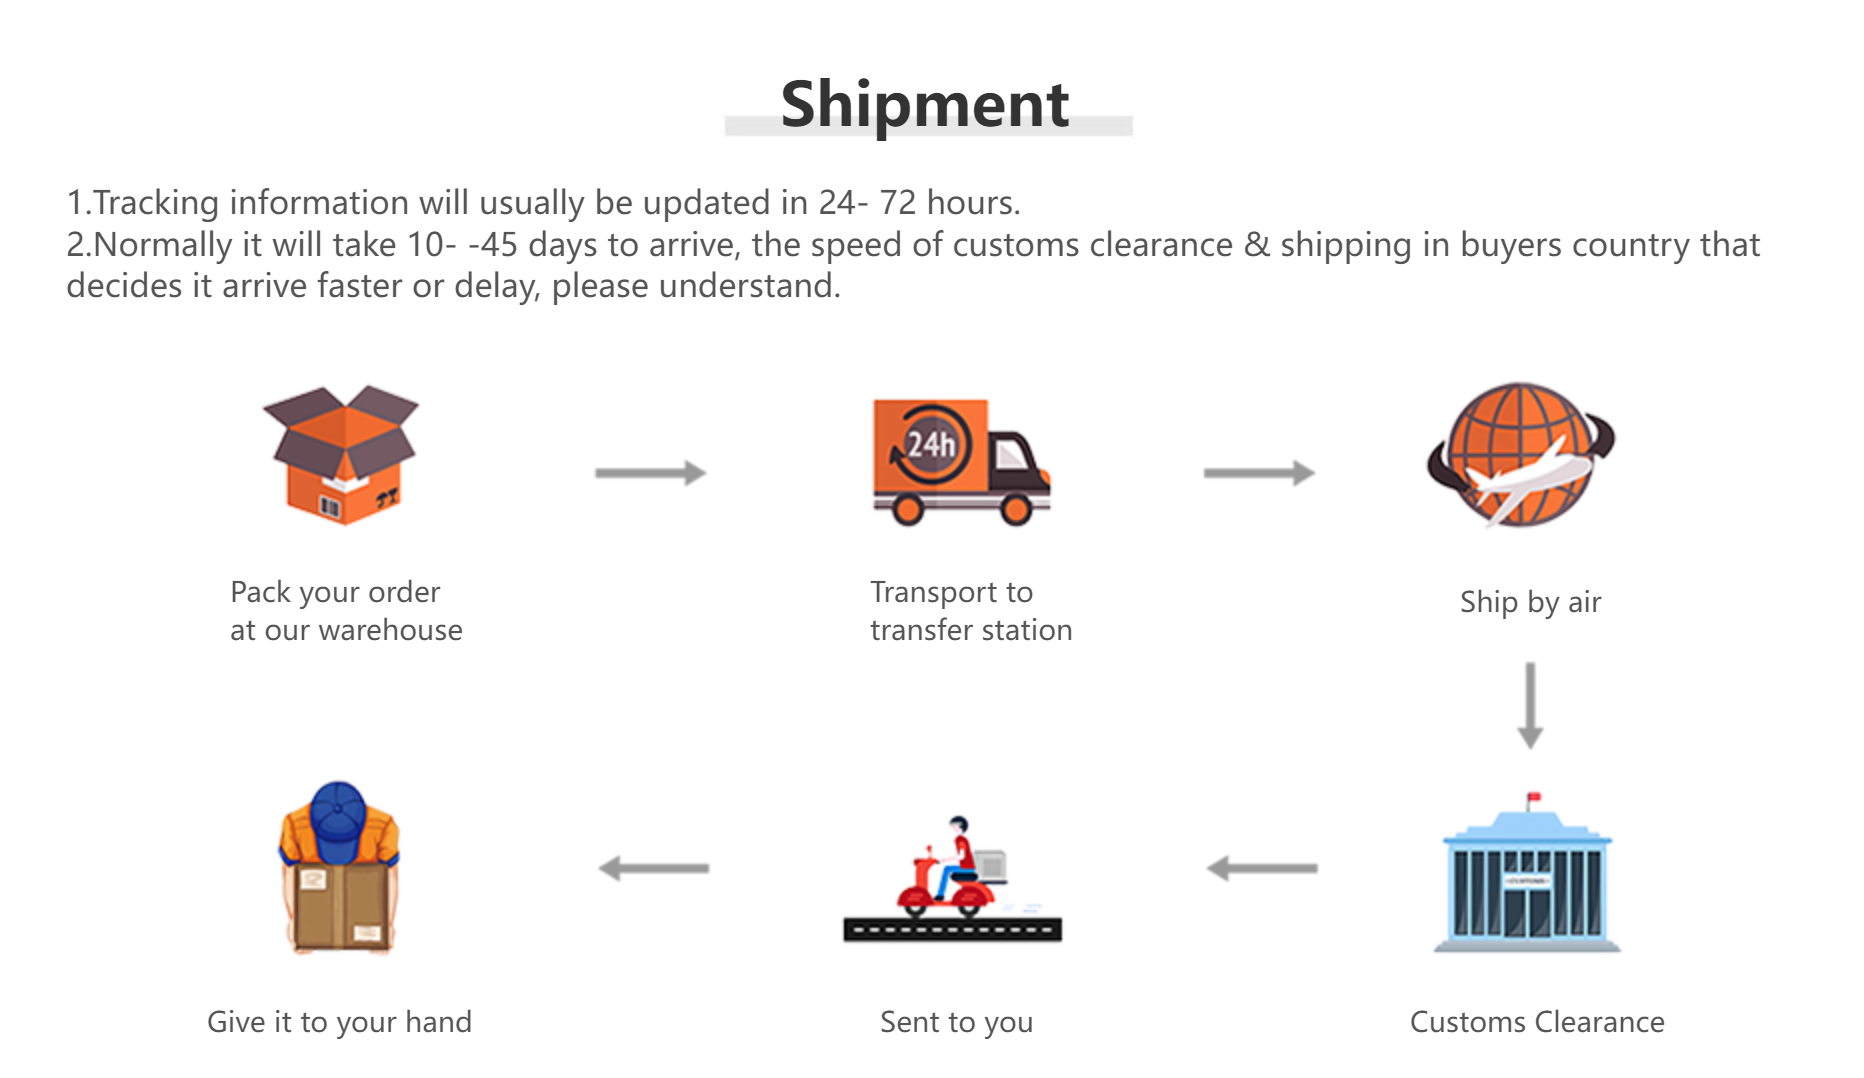 Shipment
1.Tracking information will usually be updated in 24- 72 hours.
2.Normally it will take 10- -45 days to arrive, the speed of customs clearance & shipping in buyers country that
decides it arrive faster or delay, please understand.
24h
Pack your order
at our warehouse
Transport to
transfer station
Ship by air
CUSTOMS
Customs Clearance
Sent to you
Give it to your hand